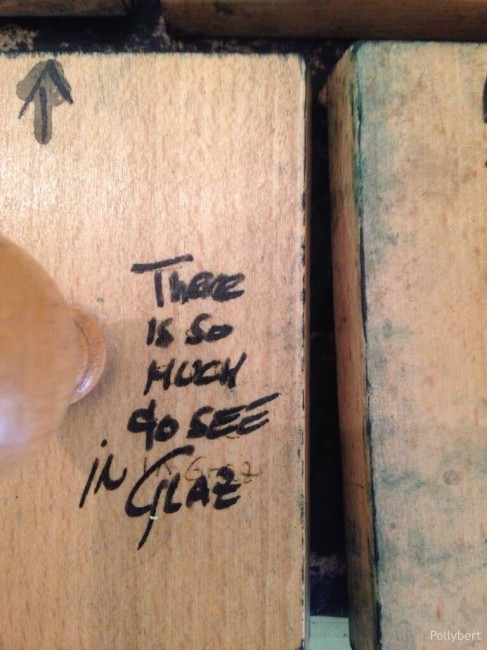 THERE
IS SO
MUCH
to SEE
IN GRAZ
Pollybert